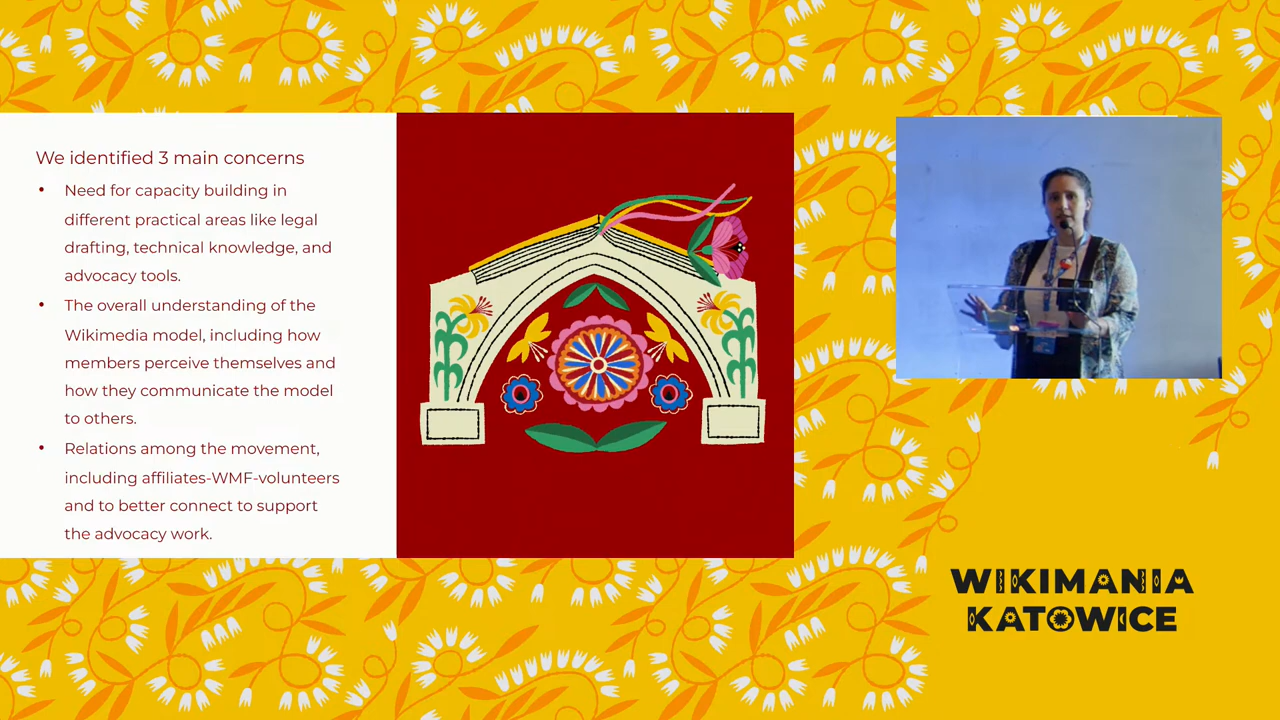 We identified 3 main concerns
• Need for capacity building in
different practical areas like legal
drafting, technical knowledge, and
advocacy tools.
• The overall understanding of the
Wikimedia model, including how
members perceive themselves and
how they communicate the model
to others.
• Relations among the movement,
including affiliates-WMF-volunteers
and to better connect to support
the advocacy work.
WIKIMANIA
KATOWICE